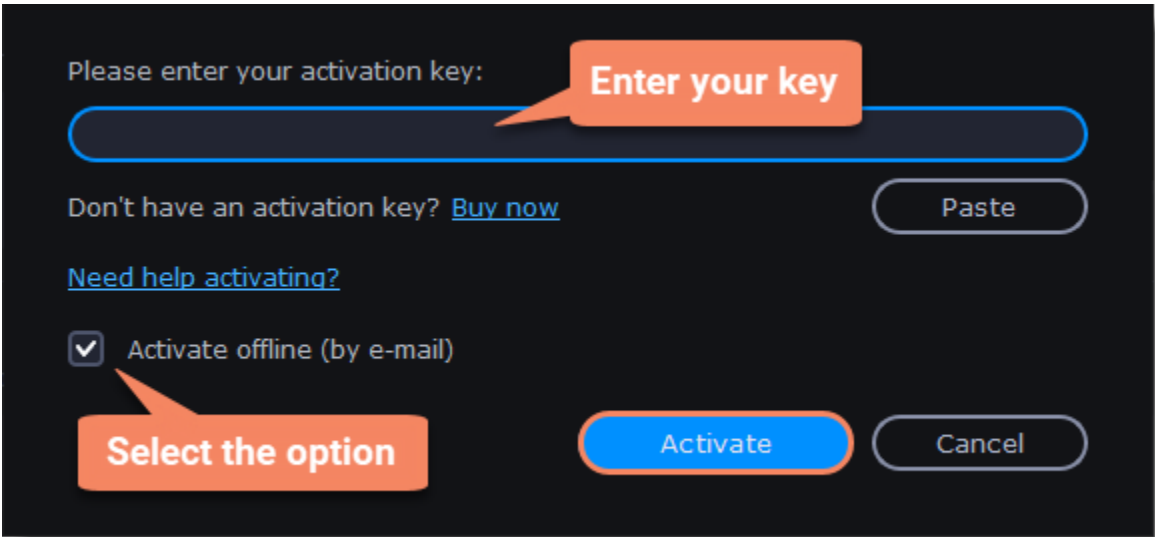 Please enter your activation key:
Enter your key
Don't have an activation key? Buy now
Paste
Need help activating?
Activate offline (by e-mail)
Select the option
Activate
Cancel